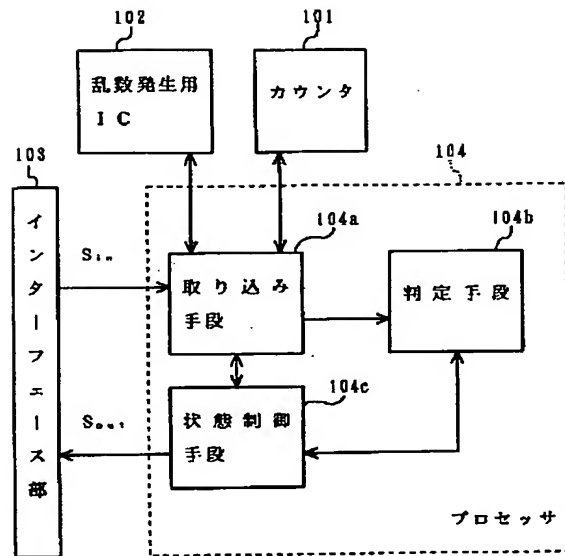 102
101
乱数発生用
IC
カウンタ
103
104
インターフェース部
Sin
104a
取り込み
手段
104b
判定手段
Sout
104c
状態制御
手段
プロセッサ